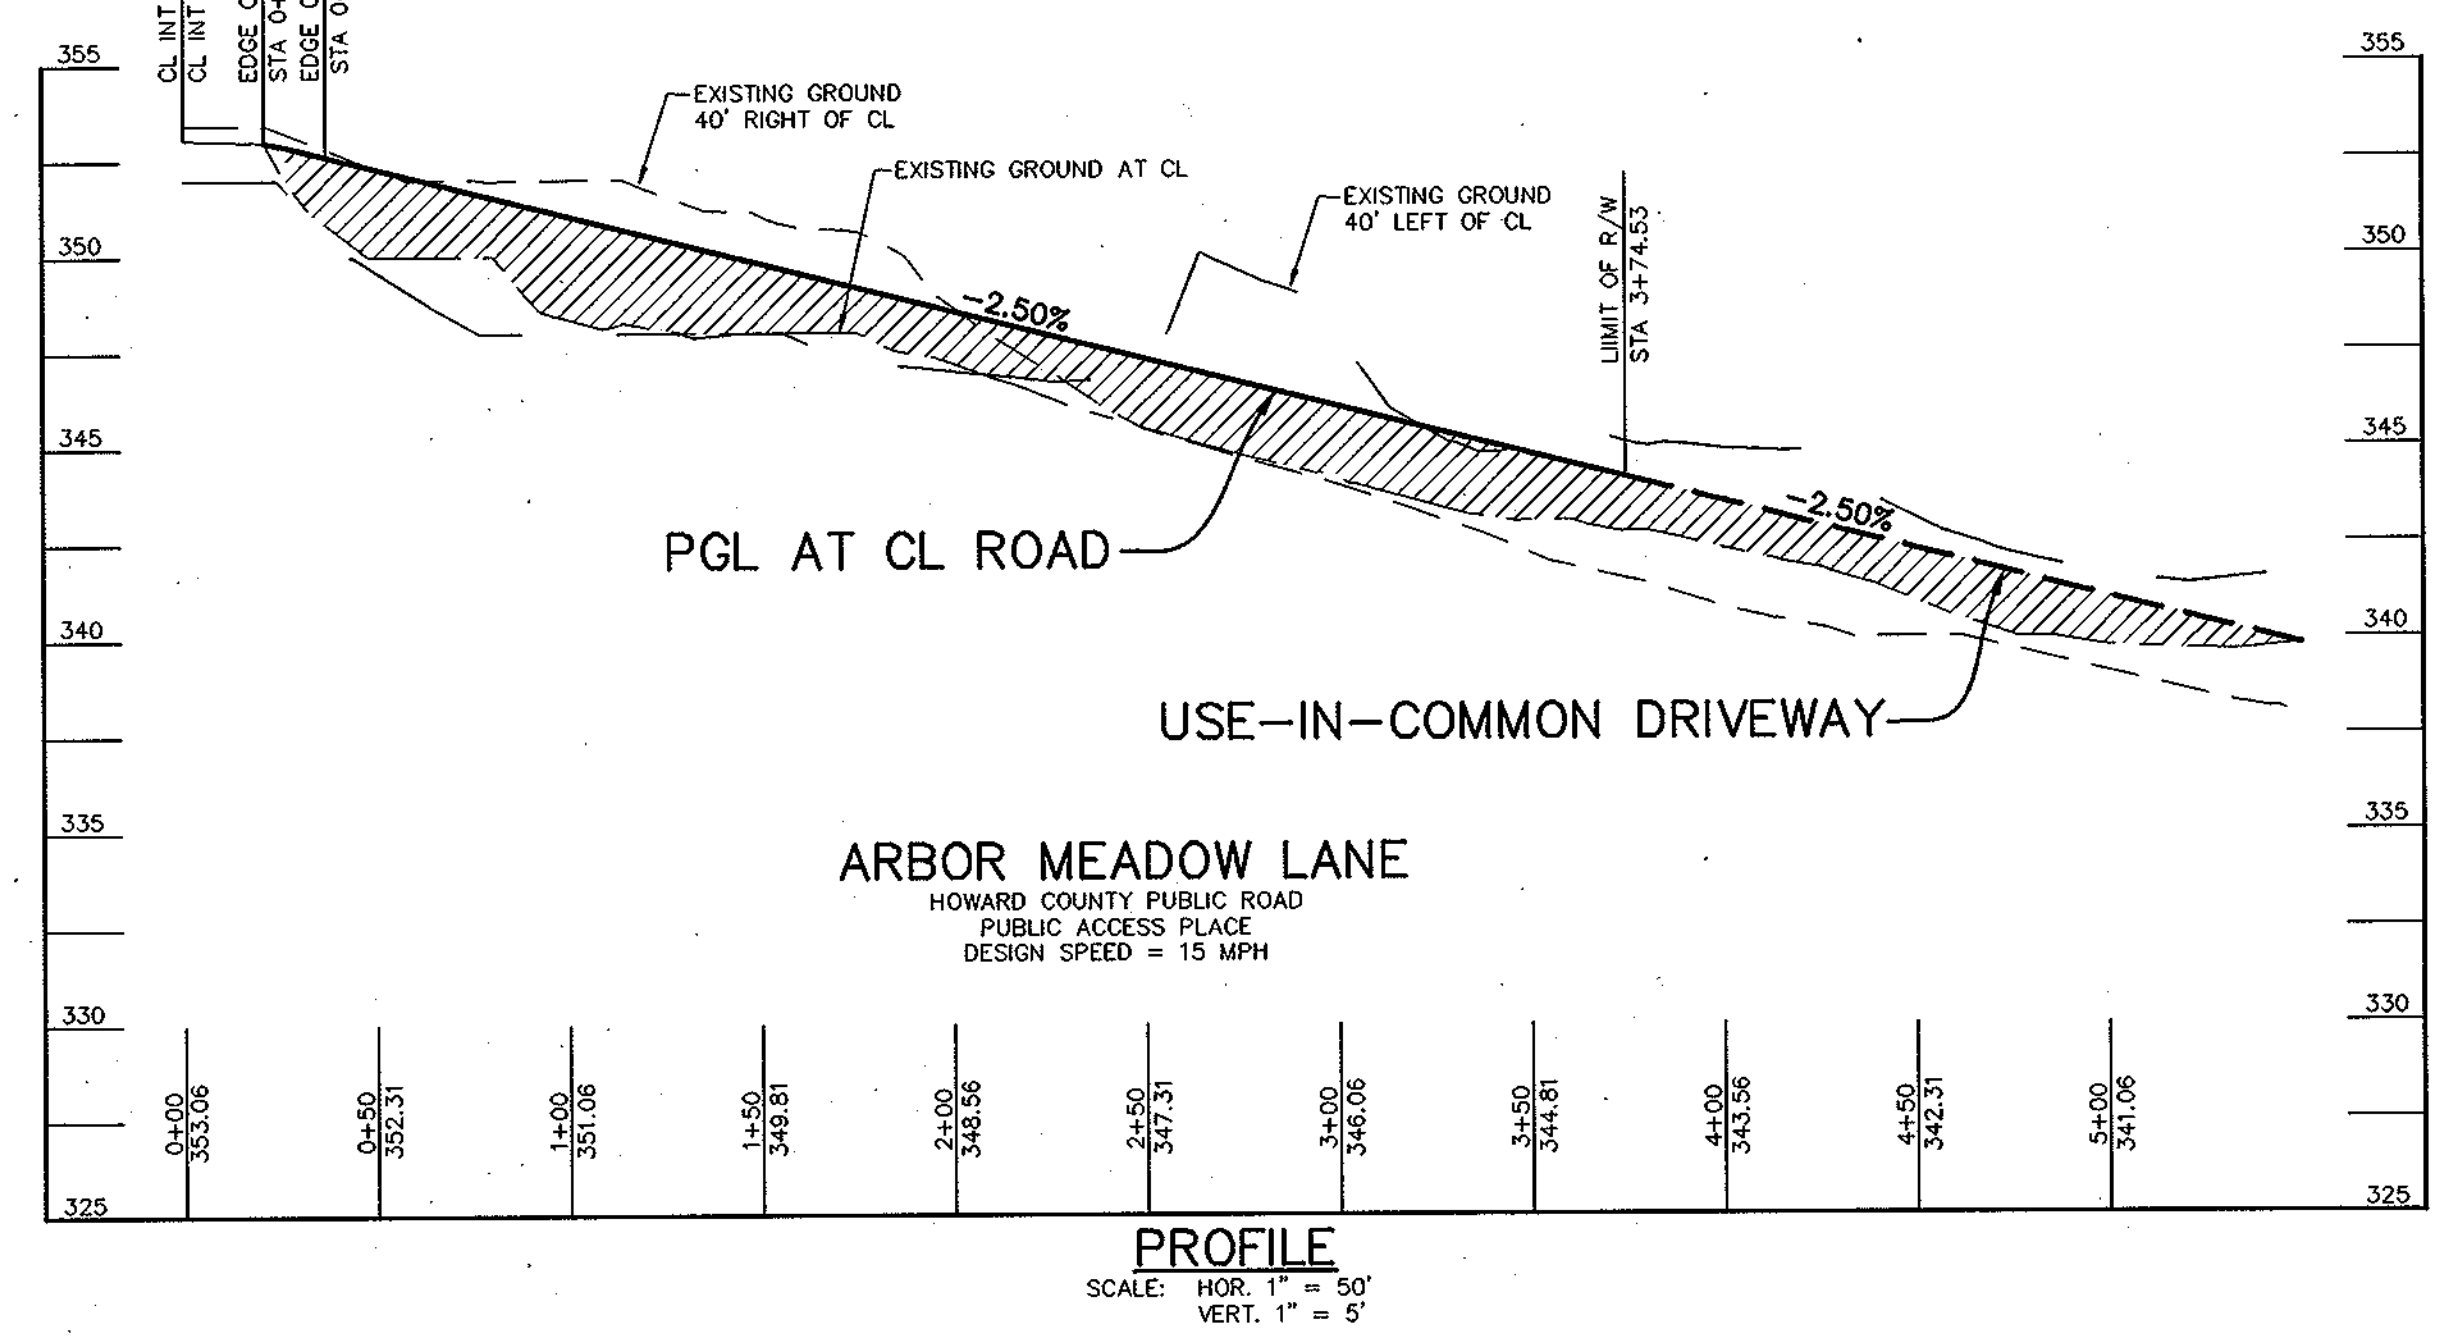 CL INT
CL INT
EDGE
STA
EDGE
STA
355
355
EXISTING GROUND
40' RIGHT OF CL
EXISTING GROUND AT CL
EXISTING GROUND
40' LEFT OF CL
LIIMIT OF R/W
STA 3+74.53
350
350
-2.50%
345
345
-2.50%
PGL AT CL ROAD
340
340
USE-IN-COMMON DRIVEWAY
335
335
ARBOR MEADOW LANE
HOWARD COUNTY PUBLIC ROAD
PUBLIC ACCESS PLACE
DESIGN SPEED = 15 MPH
330
330
0+00
353.06
0+50
352.31
1+00
351.06
1+50
349.81
2+00
348.56
2+50
347.31
3+00
346.06
3+50
344.81
4+00
343.56
4+50
342.31
5+00
341.06
325
325
PROFILE
SCALE: HOR. 1" = 50'
VERT. 1" = 5'